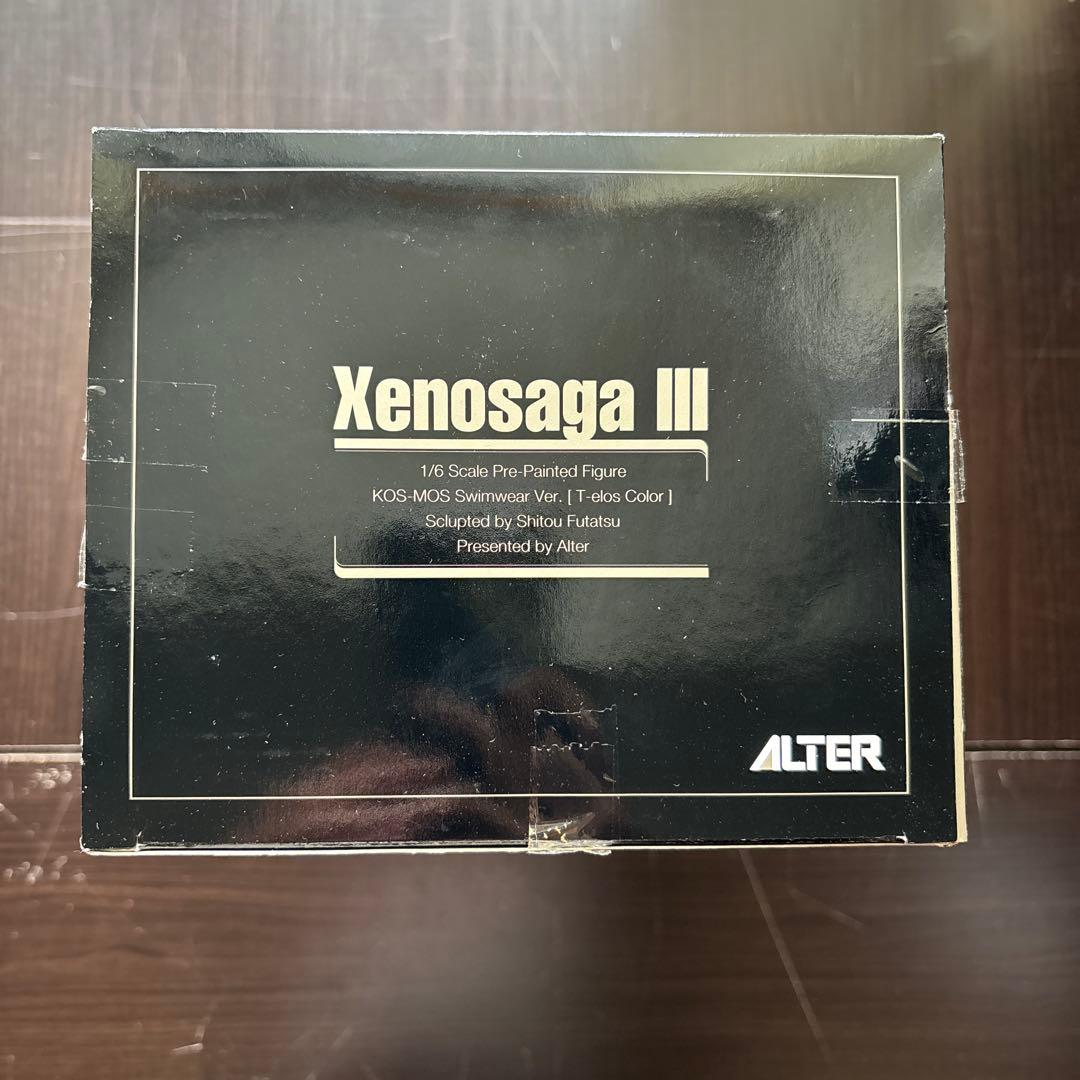 Xenosaga III
1/6 Scale Pre-Painted Figure
KOS-MOS Swimwear Ver. [ T-elos Color ]
Sclupted by Shitou Futatsu
Presented by Alter
ALTER